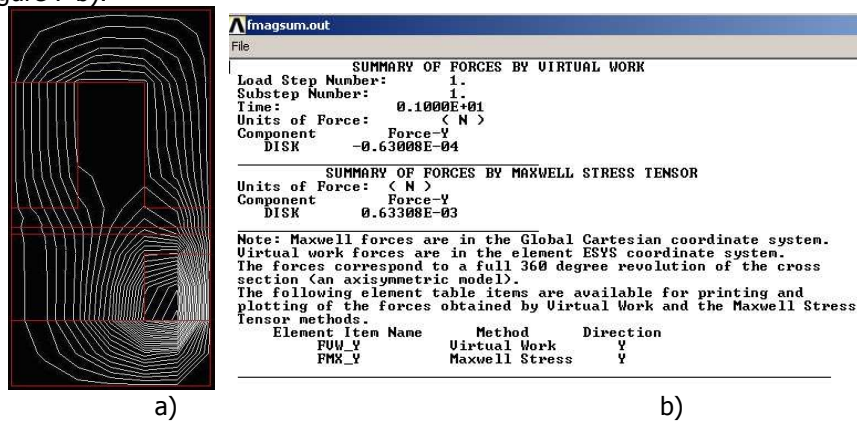 fmagsum.out
File
SUMMARY OF FORCES BY VIRTUAL WORK
Load Step Number: 1.
Substep Number: 1.
Time: 0.1000E+01
Units of Force: ( N )
Component Force-Y
DISK -0.63008E-04
SUMMARY OF FORCES BY MAXWELL STRESS TENSOR
Units of Force: ( N )
Component Force-Y
DISK 0.63308E-03
Note: Maxwell forces are in the Global Cartesian coordinate system.
Virtual work forces are in the element ESYS coordinate system.
The forces correspond to a full 360 degree revolution of the cross
section (an axisymmetric model).
The following element table items are available for printing and
plotting of the forces obtained by Virtual Work and the Maxwell Stress
Tensor methods.
Element Item Name Method Direction
FVW_Y Virtual Work Y
FMX_Y Maxwell Stress Y
a) b)